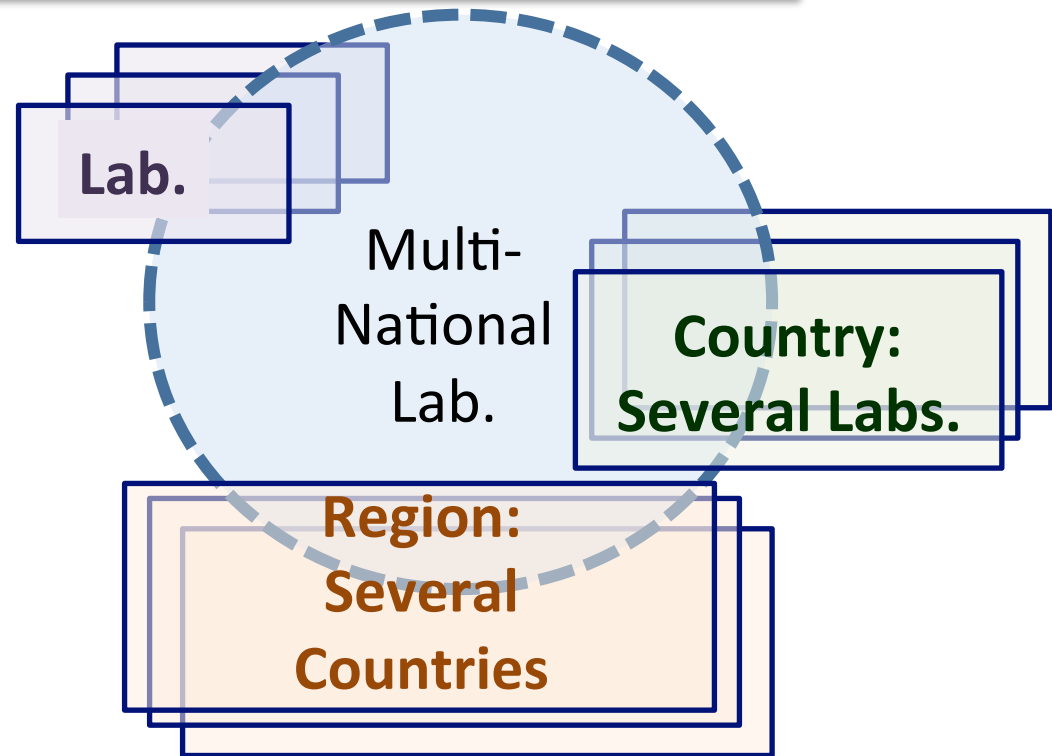 Lab.
Multi-
National
Lab.
Country:
Several Labs.
Region:
Several
Countries